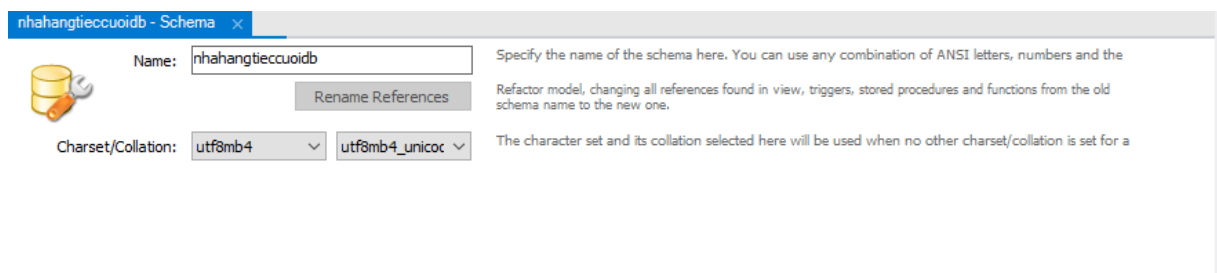 nhahangtieccuoidb - Schema
Name: nhahangtieccuoidb
Specify the name of the schema here. You can use any combination of ANSI letters, numbers and the
Rename References
Refactor model, changing all references found in view, triggers, stored procedures and functions from the old
schema name to the new one.
Charset/Collation: utf8mb4 utf8mb4_unicoc
The character set and its collation selected here will be used when no other charset/collation is set for a